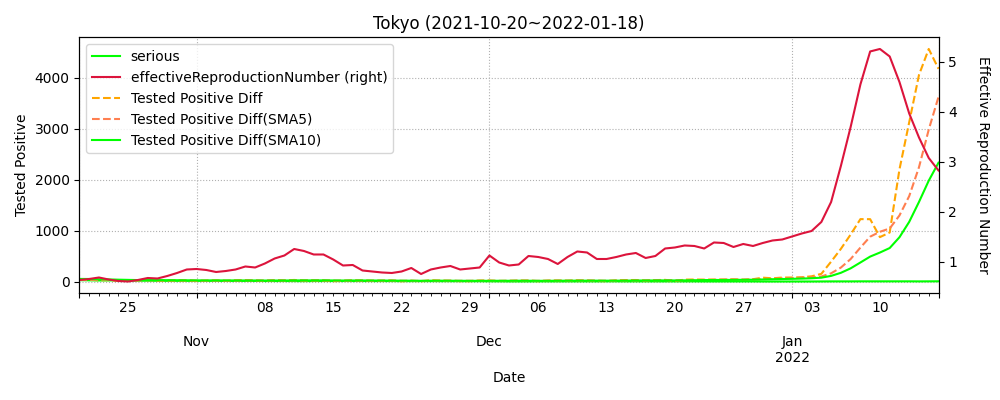 Tokyo (2021-10-20~2022-01-18)
serious
effectiveReproductionNumber (right)
Tested Positive Diff
Tested Positive Diff(SMA5)
Tested Positive Diff(SMA10)
Tested Positive
4000
3000
2000
1000
0
5
4
3
2
1
Effective Reproduction Number
25 08 15 22 29 06 13 20 27 03 10
Nov Dec Jan
2022
Date